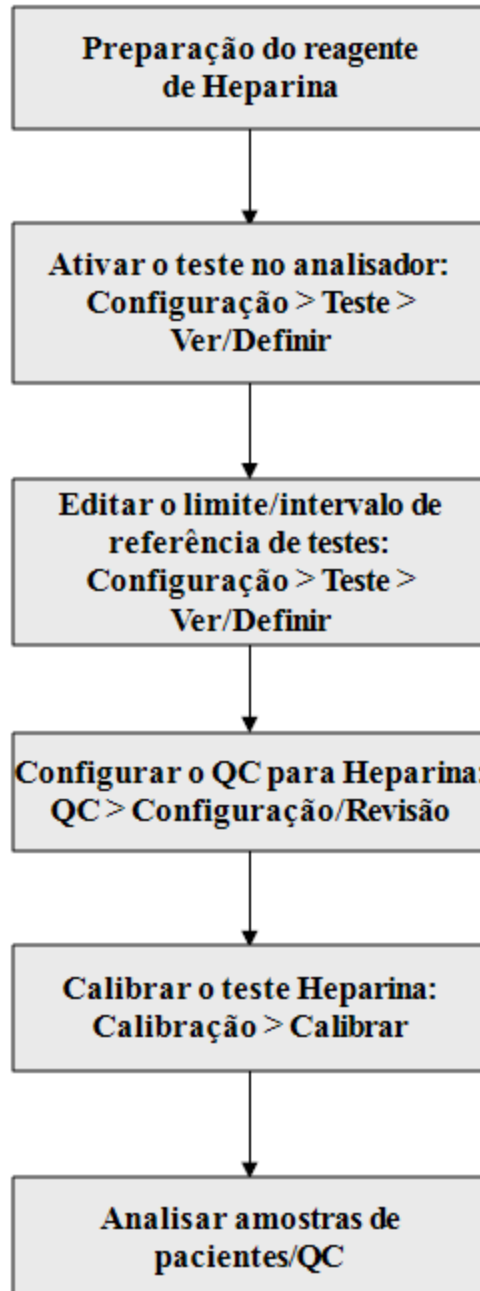 Preparação do reagente
de Heparina
Ativar o teste no analisador:
Configuração > Teste >
Ver/Definir
Editar o limite/intervalo de
referência de testes:
Configuração > Teste >
Ver/Definir
Configurar o QC para Heparina:
QC > Configuração/Revisão
Calibrar o teste Heparina:
Calibração > Calibrar
Analisar amostras de
pacientes/QC